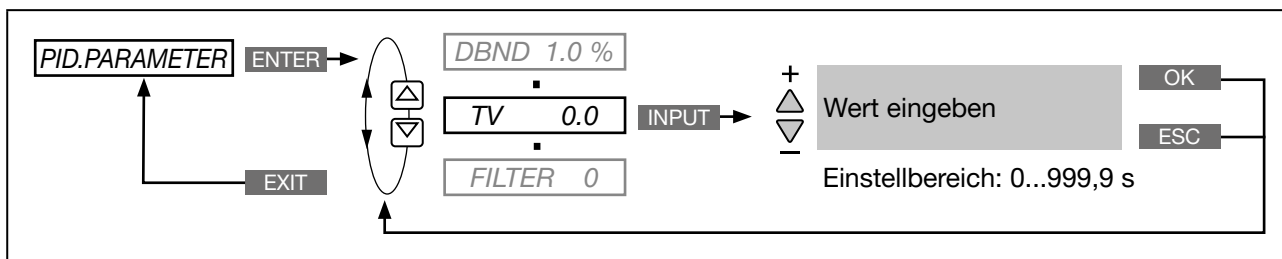 PID.PARAMETER
ENTER
DBND 1.0 %
TV 0.0
INPUT
+
Wert eingeben
–
OK
ESC
FILTER 0
EXIT
Einstellbereich: 0...999,9 s